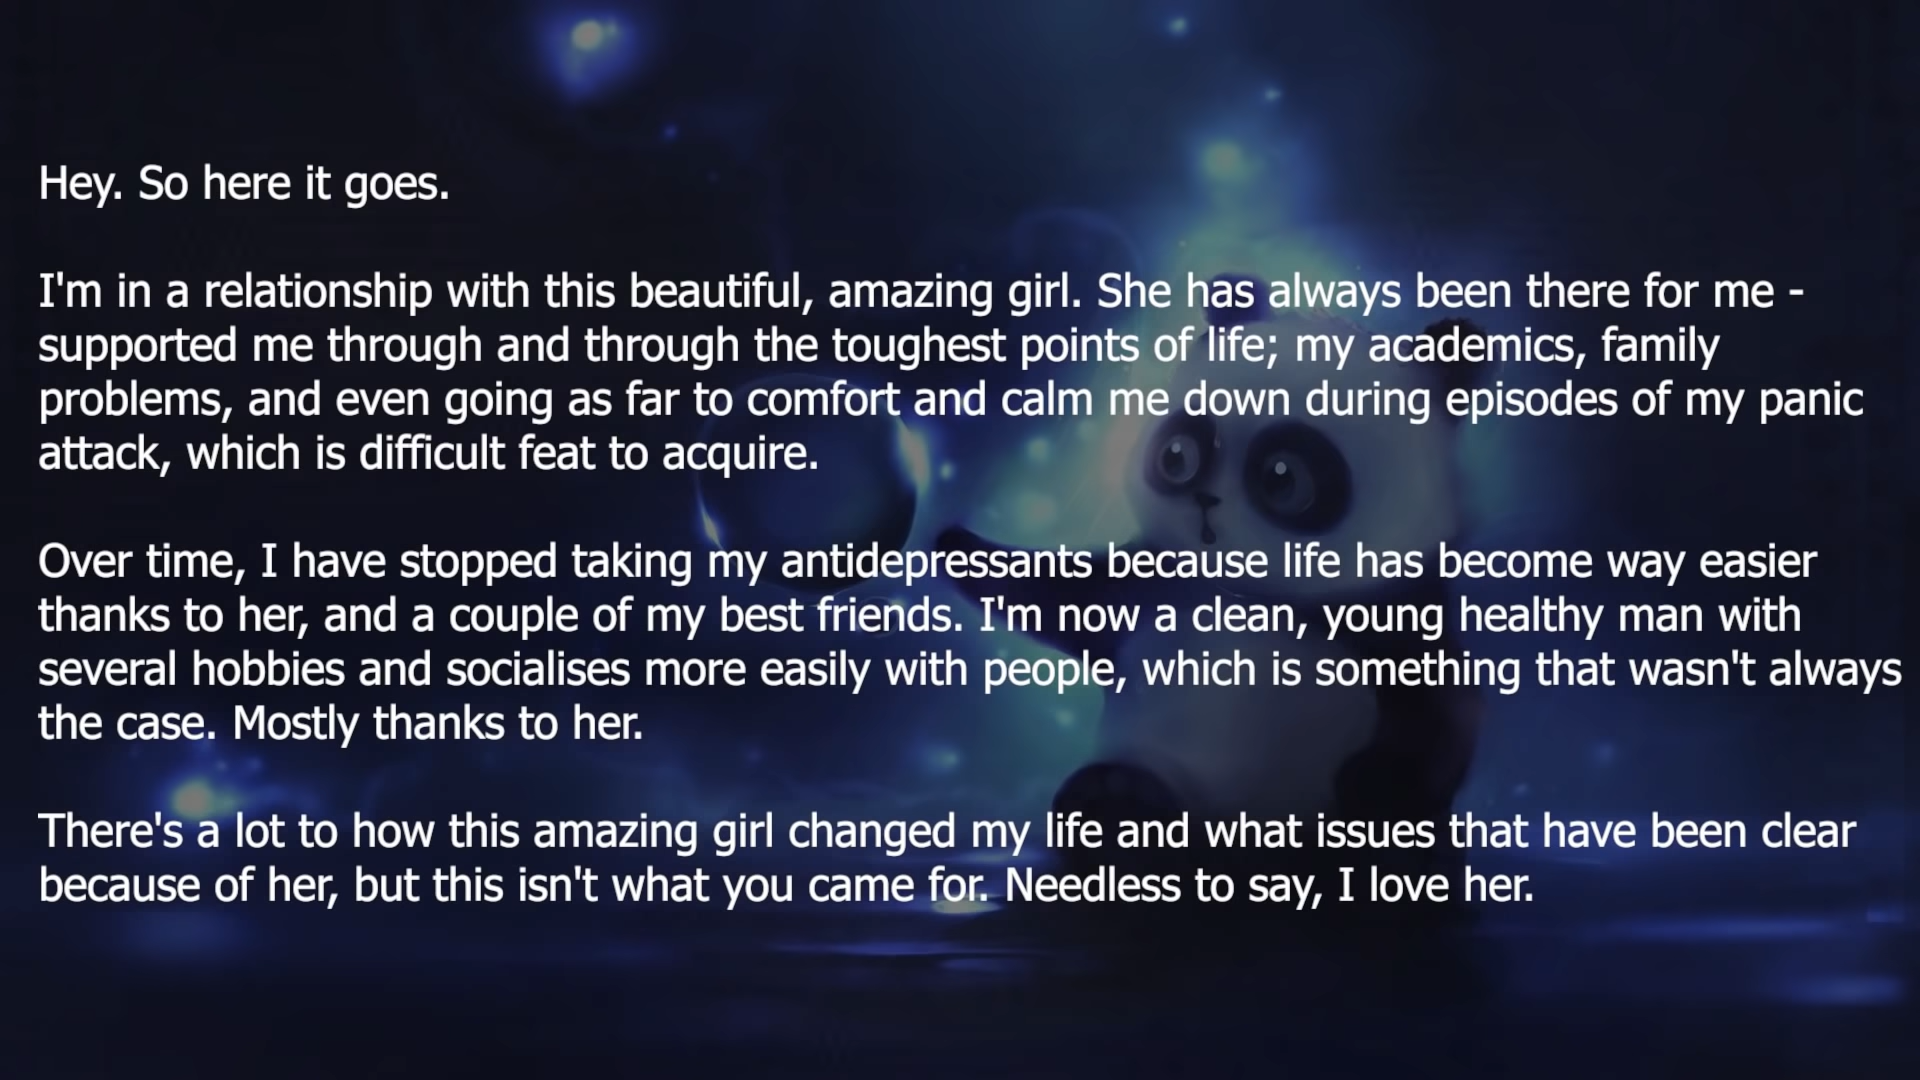 Hey. So here it goes.
I'm in a relationship with this beautiful, amazing girl. She has always been there for me -
supported me through and through the toughest points of life; my academics, family
problems, and even going as far to comfort and calm me down during episodes of my panic
attack, which is difficult feat to acquire.
Over time, I have stopped taking my antidepressants because life has become way easier
thanks to her, and a couple of my best friends. I'm now a clean, young healthy man with
several hobbies and socialises more easily with people, which is something that wasn't always
the case. Mostly thanks to her.
There's a lot to how this amazing girl changed my life and what issues that have been clear
because of her, but this isn't what you came for. Needless to say, I love her.